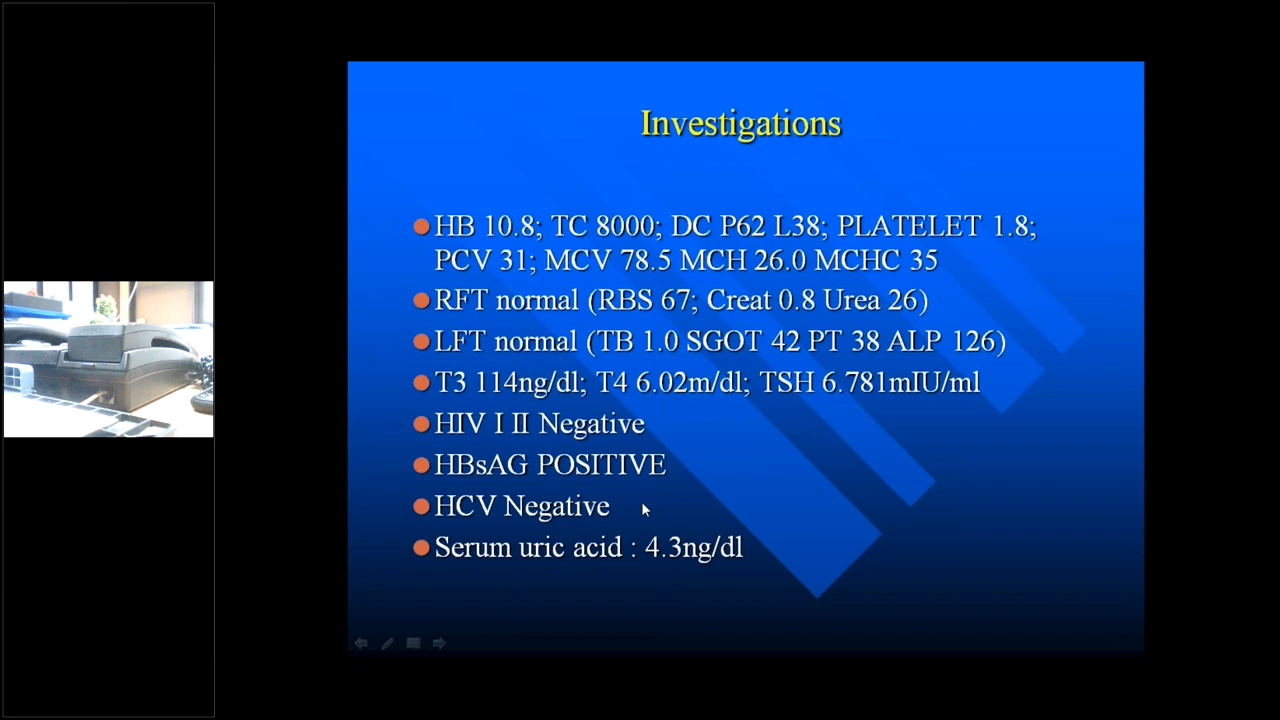 Investigations
HB 10.8; TC 8000; DC P62 L38; PLATELET 1.8;
PCV 31; MCV 78.5 MCH 26.0 MCHC 35
RFT normal (RBS 67; Creat 0.8 Urea 26)
LFT normal (TB 1.0 SGOT 42 PT 38 ALP 126)
T3 114ng/dl; T4 6.02m/dl; TSH 6.781mIU/ml
HIV I II Negative
HBsAG POSITIVE
HCV Negative
Serum uric acid : 4.3ng/dl